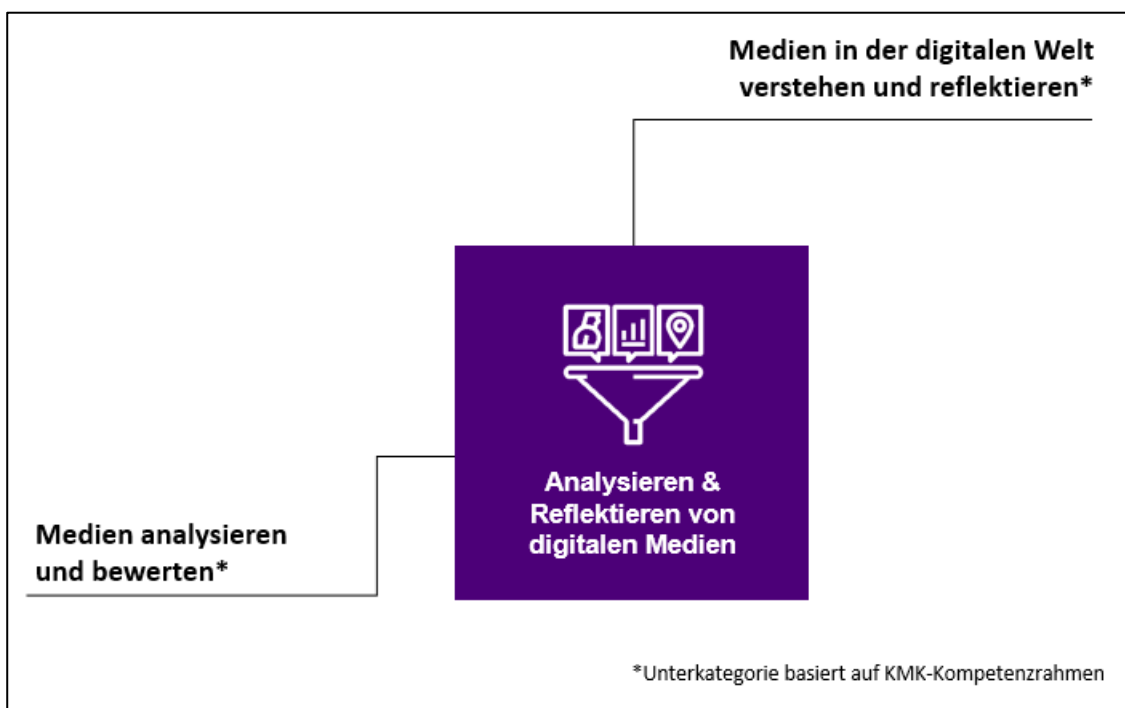 Medien in der digitalen Welt
verstehen und reflektieren*
Analysieren &
Reflektieren von
digitalen Medien
Medien analysieren
und bewerten*
*Unterkategorie basiert auf KMK-Kompetenzrahmen